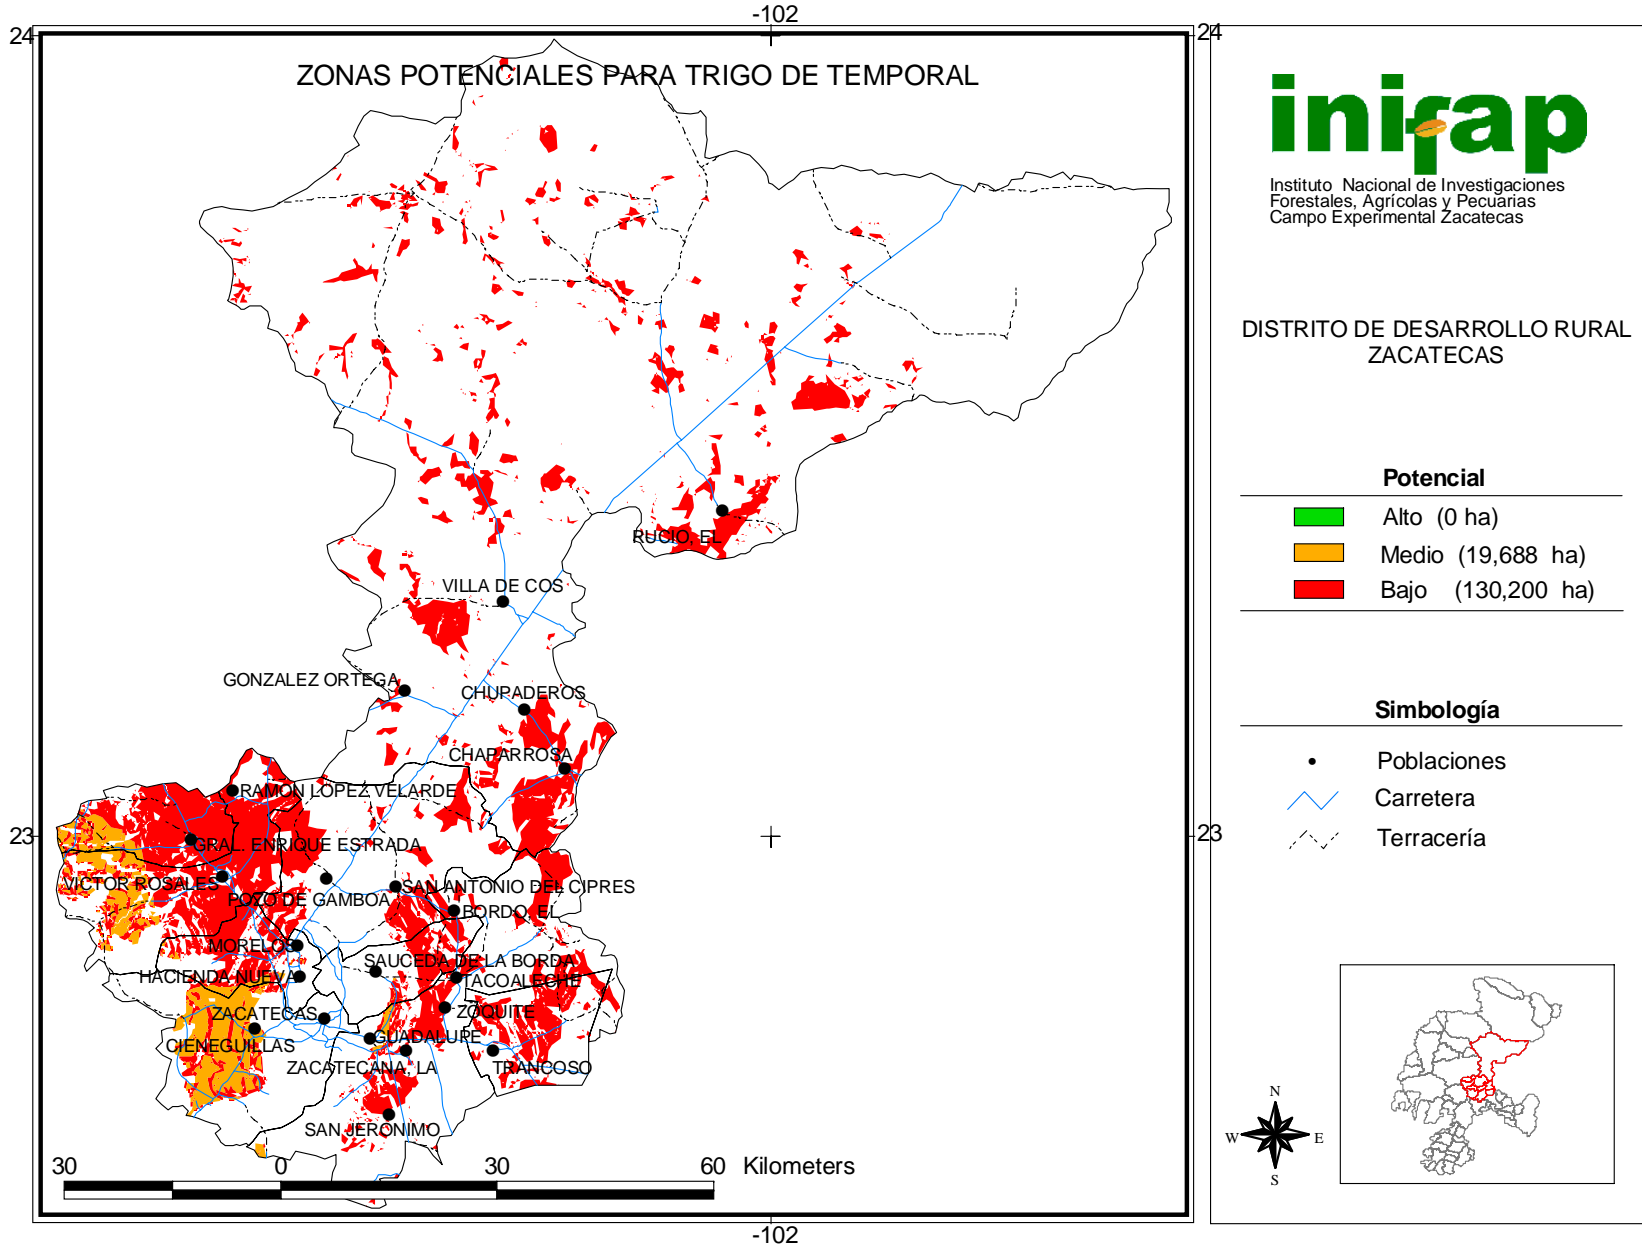 -102
24
24
ZONAS POTENCIALES PARA TRIGO DE TEMPORAL
RUCIO, EL
VILLA DE COS
GONZALEZ ORTEGA
CHUPADEROS
CHAPARROSA
RAMON LOPEZ VELARDE
23
23
GRAL. ENRIQUE ESTRADA
VICTOR ROSALES
SAN ANTONIO DEL CIPRES
POZO DE GAMBOA
BORDO, EL
MORELOS
SAUCEDA DE LA BORDA
HACIENDA NUEVA
TACOALECHE
ZACATECAS
ZOQUITE
CIENEGUILLAS
GUADALUPE
ZACATECANA, LA
TRANCOSO
SAN JERONIMO
30 0 30 60 Kilometers
-102
inifap
Instituto Nacional de Investigaciones
Forestales, Agrícolas y Pecuarias
Campo Experimental Zacatecas
DISTRITO DE DESARROLLO RURAL
ZACATECAS
Potencial
Alto (0 ha)
Medio (19,688 ha)
Bajo (130,200 ha)
Simbología
Poblaciones
Carretera
Terracería
N
W E
S